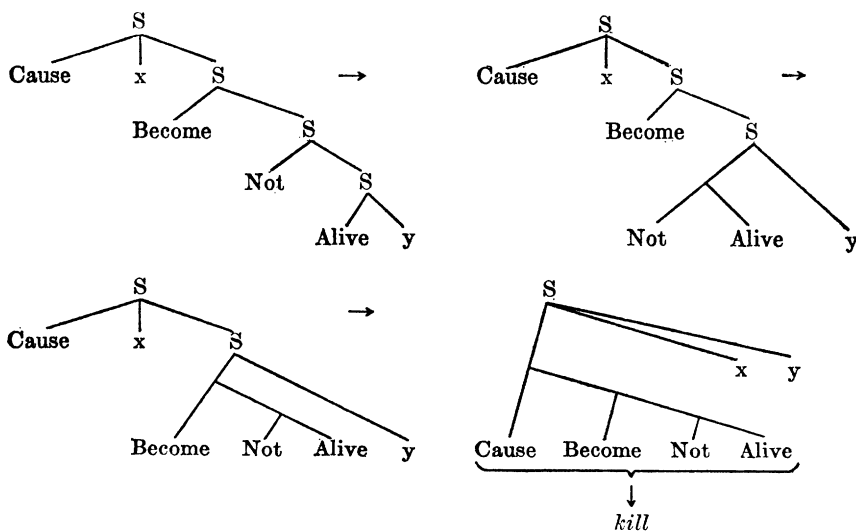 S
Cause x S →
Become S
Not S
Alive y
S
Cause x S →
Become S
Not Alive y
S
Cause x S →
Become Not Alive y
S
x y
Cause Become Not Alive
↓
kill